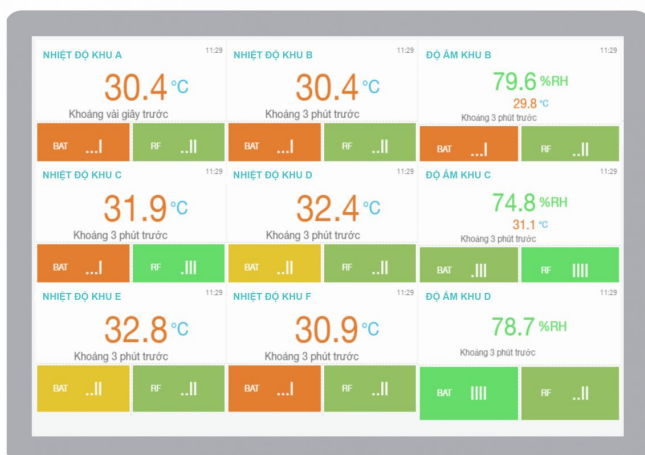 NHIỆT ĐỘ KHU A 11:29
30.4 °C
Khoảng vài giây trước
BAT RF
NHIỆT ĐỘ KHU B 11:29
30.4 °C
Khoảng 3 phút trước
BAT RF
ĐỘ ẨM KHU B 11:29
79.6 %RH
29.8 °C
Khoảng 3 phút trước
BAT RF
NHIỆT ĐỘ KHU C 11:29
31.9 °C
Khoảng 3 phút trước
BAT RF
NHIỆT ĐỘ KHU D 11:29
32.4 °C
Khoảng 3 phút trước
BAT RF
ĐỘ ẨM KHU C 11:29
74.8 %RH
31.1 °C
Khoảng 3 phút trước
BAT RF
NHIỆT ĐỘ KHU E 11:29
32.8 °C
Khoảng 3 phút trước
BAT RF
NHIỆT ĐỘ KHU F 11:29
30.9 °C
Khoảng 3 phút trước
BAT RF
ĐỘ ẨM KHU D 11:29
78.7 %RH
Khoảng 3 phút trước
BAT RF